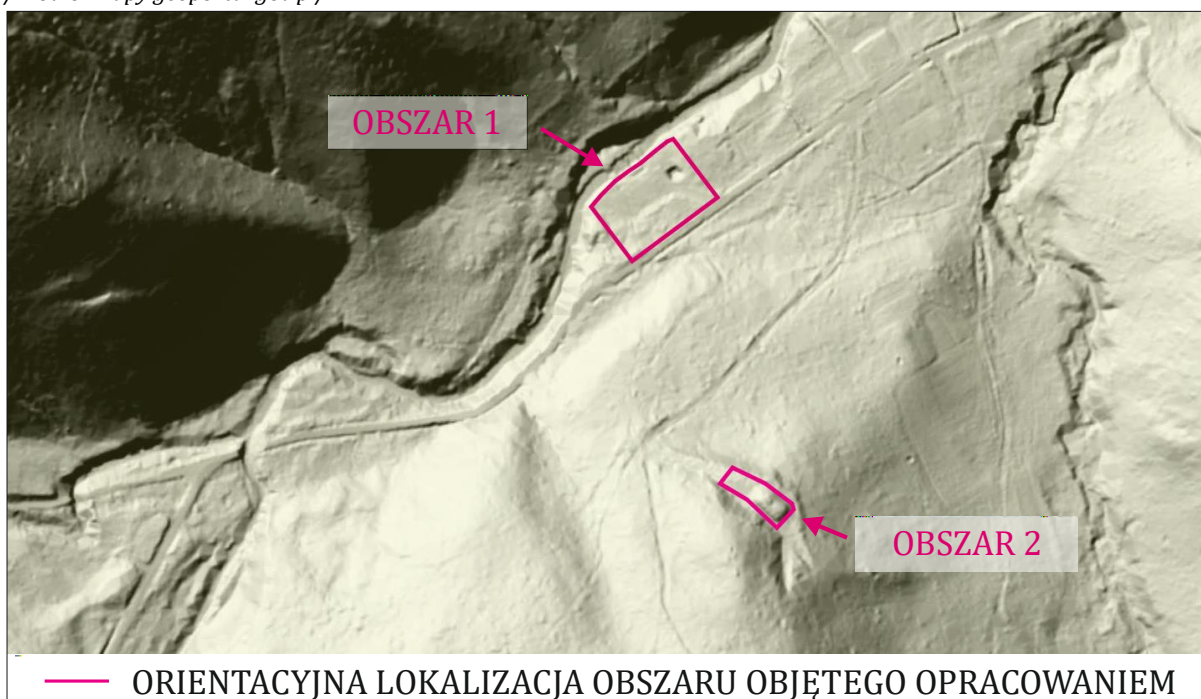 OBSZAR 1
OBSZAR 2
ORIENTACYJNA LOKALIZACJA OBSZARU OBJĘTEGO OPRACOWANIEM